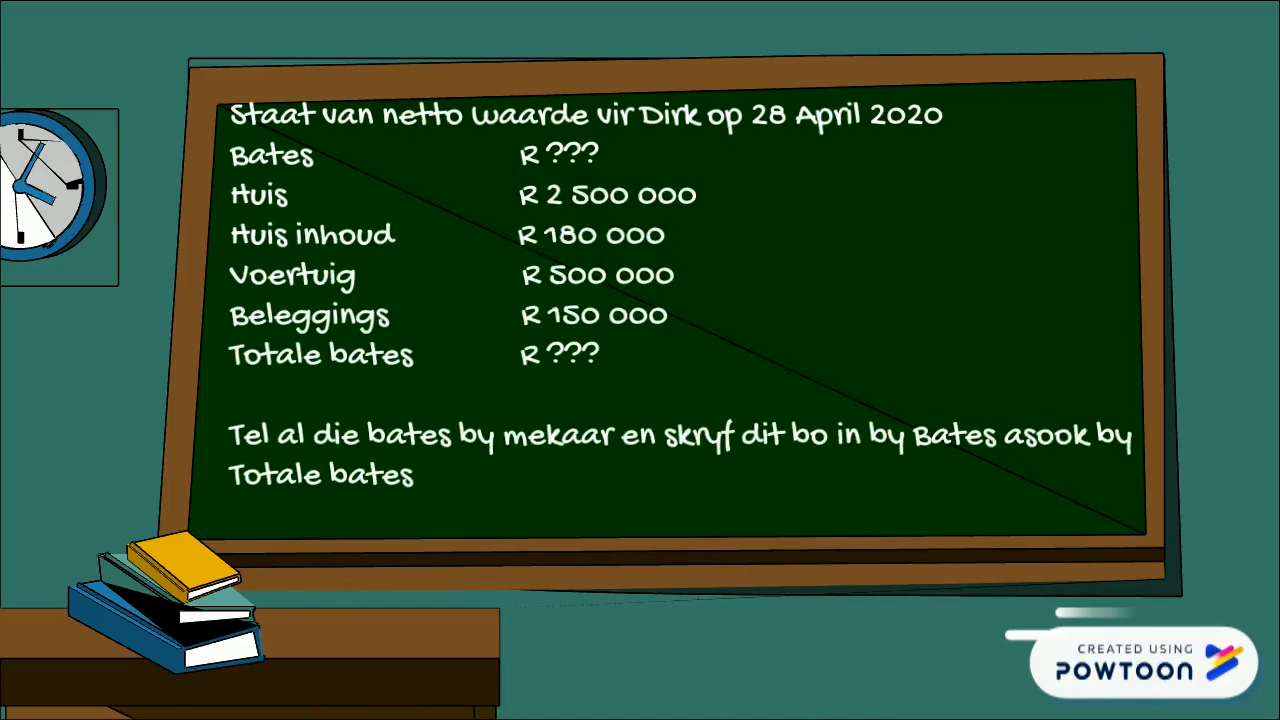 Staat van netto waarde vir Dirk op 28 April 2020
Bates R ???
Huis R 2 500 000
Huis inhoud R 180 000
Voertuig R 500 000
Beleggings R 150 000
Totale bates R ???
Tel al die bates by mekaar en skryf dit bo in by Bates asook by
Totale bates
CREATED USING
POWTOON